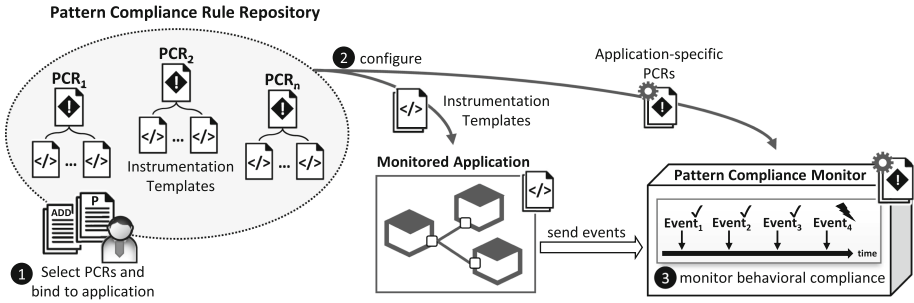 Pattern Compliance Rule Repository
PCR1
PCR2
PCRn
!
!
!
</>
...
</>
</>
...
</>
</>
...
</>
Instrumentation
Templates
ADD
P
1 Select PCRs and
bind to application
2 configure
</>
Instrumentation
Templates
Application-specific
PCRs
!
Monitored Application
</>
send events
Pattern Compliance Monitor
!
Event1
Event2
Event3
Event4
time
3 monitor behavioral compliance